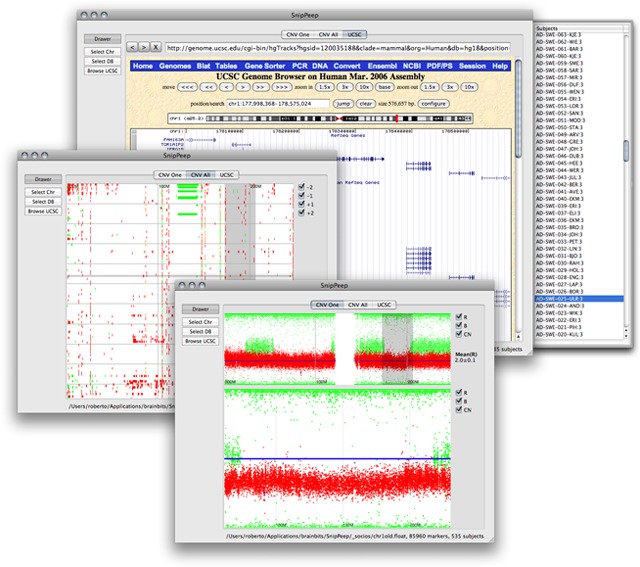 SnipPeep
CNV One CNV All UCSC
Drawer
Select Chr
Select DB
Browse UCSC
< > X http://genome.ucsc.edu/cgi-bin/hgTracks?hgsid=120035188&clade=mammal&org=Human&db=hg18&position
Home Genomes Blat Tables Gene Sorter PCR DNA Convert Ensembl NCBI PDF/PS Session Help
UCSC Genome Browser on Human Mar. 2006 Assembly
move <<< << < > >> >>> zoom in 1.5x 3x 10x base zoom out 1.5x 3x 10x
position/search chr1:177,998,368-178,575,024 jump clear size 576,657 bp. configure
RefSeq Genes
Subjects
AD-SWE-063-KJE:3
AD-SWE-062-ERI:3
AD-SWE-061-BAR:3
AD-SWE-060-KJE:3
AD-SWE-059-SWE:3
AD-SWE-058-SAR:3
AD-SWE-057-MIR:3
AD-SWE-056-OLF:3
AD-SWE-055-WEN:3
AD-SWE-054-ERI:3
AD-SWE-053-LOR:3
AD-SWE-052-SAN:3
AD-SWE-051-MOD:3
AD-SWE-050-STA:3
AD-SWE-049-ARV:3
AD-SWE-048-GRE:3
AD-SWE-047-JOH:3
AD-SWE-046-DUB:3
AD-SWE-045-HEE:3
AD-SWE-044-WER:3
AD-SWE-043-JUL:3
AD-SWE-042-BER:3
AD-SWE-041-AVE:3
AD-SWE-040-EKM:3
AD-SWE-039-ERI:3
AD-SWE-037-ELI:3
AD-SWE-036-EKM:3
AD-SWE-035-BRO:3
AD-SWE-034-JOH:3
AD-SWE-033-PET:3
AD-SWE-032-LIN:3
AD-SWE-031-BJO:3
AD-SWE-030-RAH:3
AD-SWE-029-HOL:3
AD-SWE-028-ENG:3
AD-SWE-027-LAP:3
AD-SWE-026-BOR:3
AD-SWE-025-ULR:3
AD-SWE-024-AND:3
AD-SWE-023-WIK:3
AD-SWE-022-ERI:3
AD-SWE-021-PIH:3
AD-SWE-020-KUL:3
535 subjects
SnipPeep
CNV One CNV All UCSC
Drawer
Select Chr
Select DB
Browse UCSC
-2
-1
+1
+2
/Users/roberto/Applications/brainbits/Snip
SnipPeep
CNV One CNV All UCSC
Drawer
Select Chr
Select DB
Browse UCSC
R
B
CN
Mean(R)
2.0±0.1
R
B
CN
/Users/roberto/Applications/brainbits/SnipPeep/_socios/chr1old.float, 85960 markers, 535 subjects